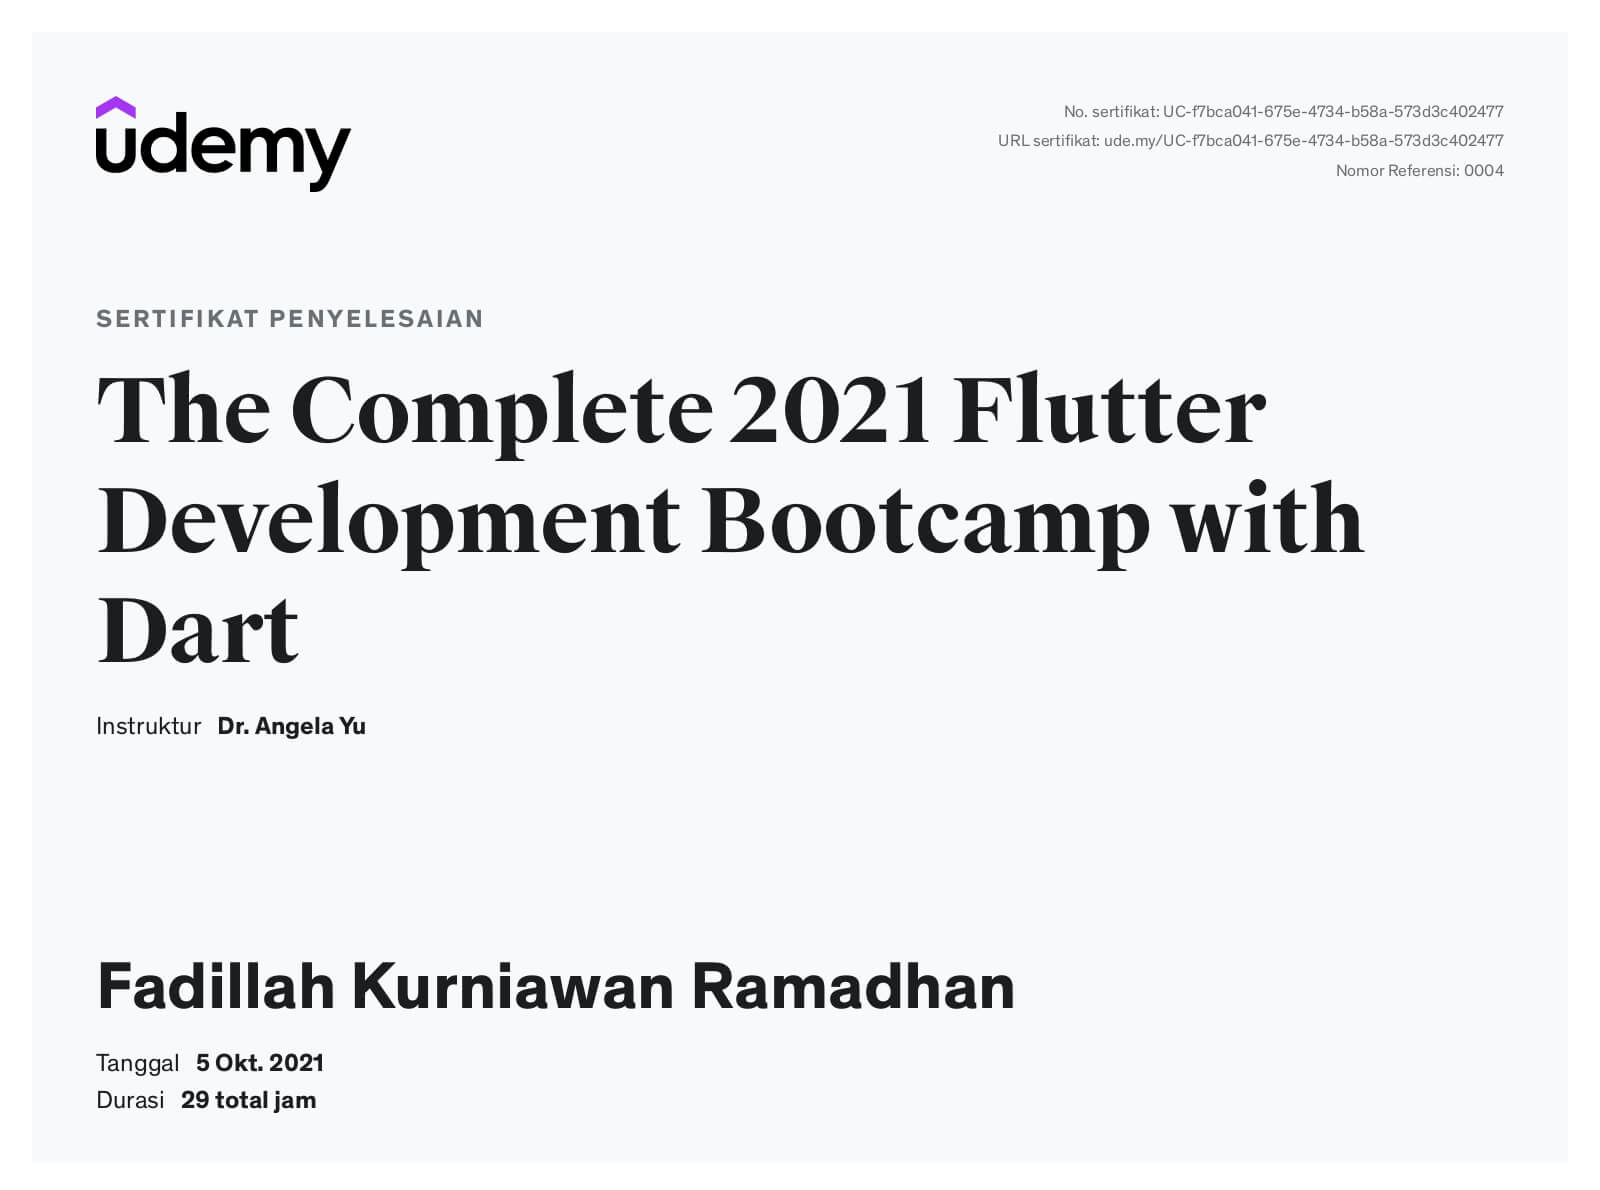 udemy
No. sertifikat: UC-f7bca041-675e-4734-b58a-573d3c402477
URL sertifikat: ude.my/UC-f7bca041-675e-4734-b58a-573d3c402477
Nomor Referensi: 0004
SERTIFIKAT PENYELESAIAN
The Complete 2021 Flutter
Development Bootcamp with
Dart
Instruktur Dr. Angela Yu
Fadillah Kurniawan Ramadhan
Tanggal 5 Okt. 2021
Durasi 29 total jam